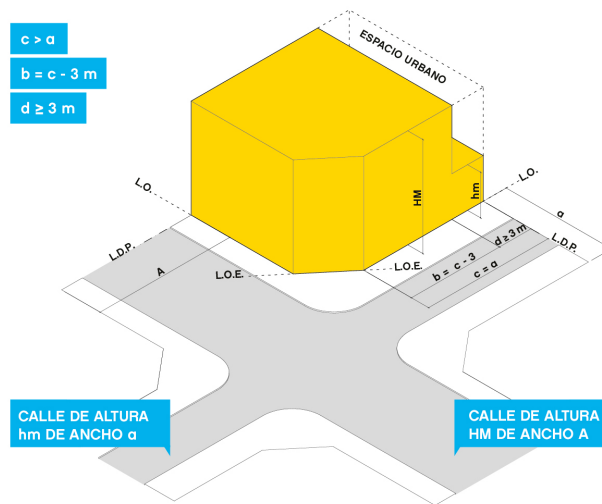 c > a
b = c - 3 m
d ≥ 3 m
ESPACIO URBANO
L.O.
L.O.
HM
hm
a
L.D.P.
L.D.P.
A
L.O.E.
L.O.E.
d ≥ 3 m
b = c - 3
c = a
CALLE DE ALTURA
hm DE ANCHO a
CALLE DE ALTURA
HM DE ANCHO A